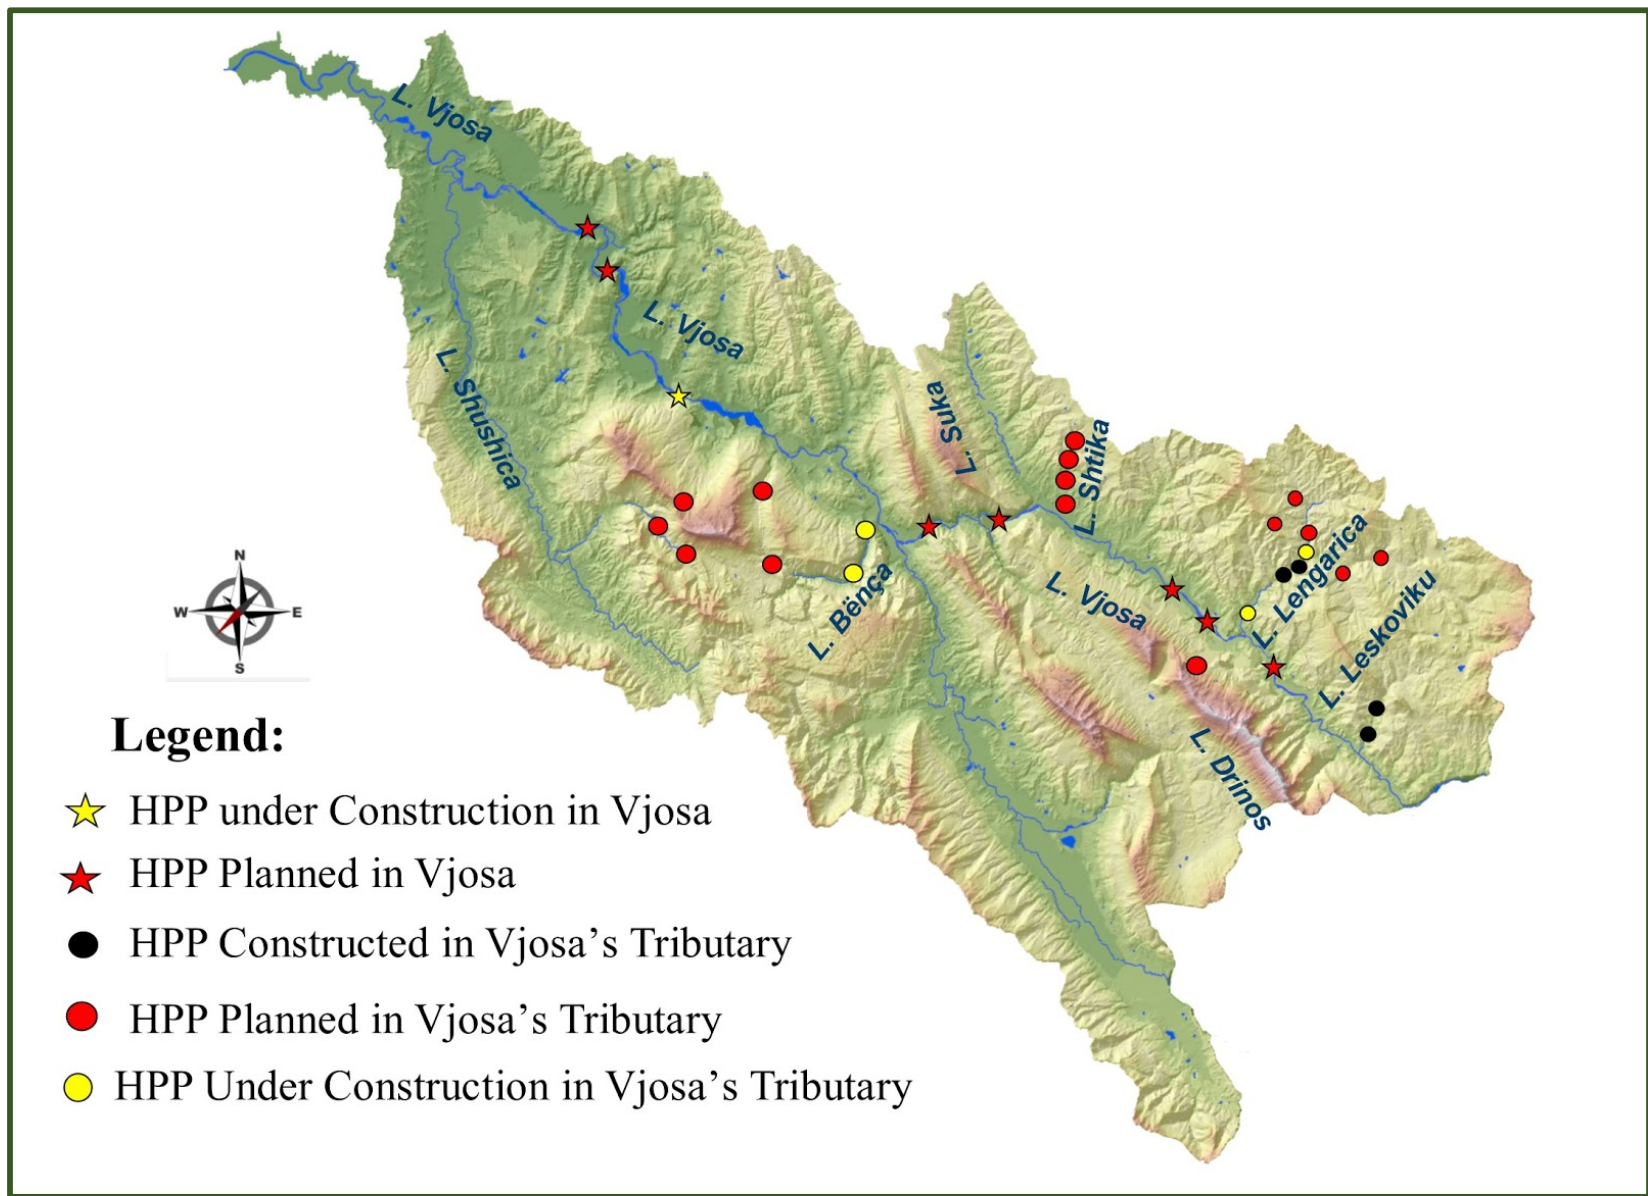 L. Vjosa
L. Vjosa
L. Shushica
L. Suka
L. Shtika
L. Lengarica
L. Vjosa
L. Bënça
L. Leskoviku
L. Drinos
N
W
E
S
Legend:
HPP under Construction in Vjosa
HPP Planned in Vjosa
HPP Constructed in Vjosa’s Tributary
HPP Planned in Vjosa’s Tributary
HPP Under Construction in Vjosa’s Tributary